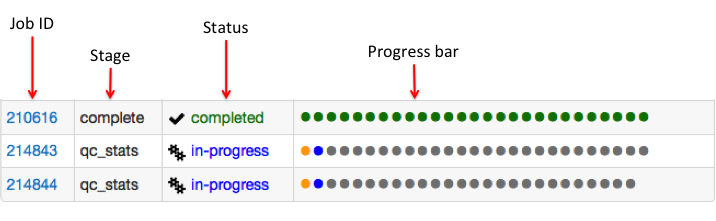 Job ID
Stage
Status
Progress bar
210616 complete completed
214843 qc_stats in-progress
214844 qc_stats in-progress